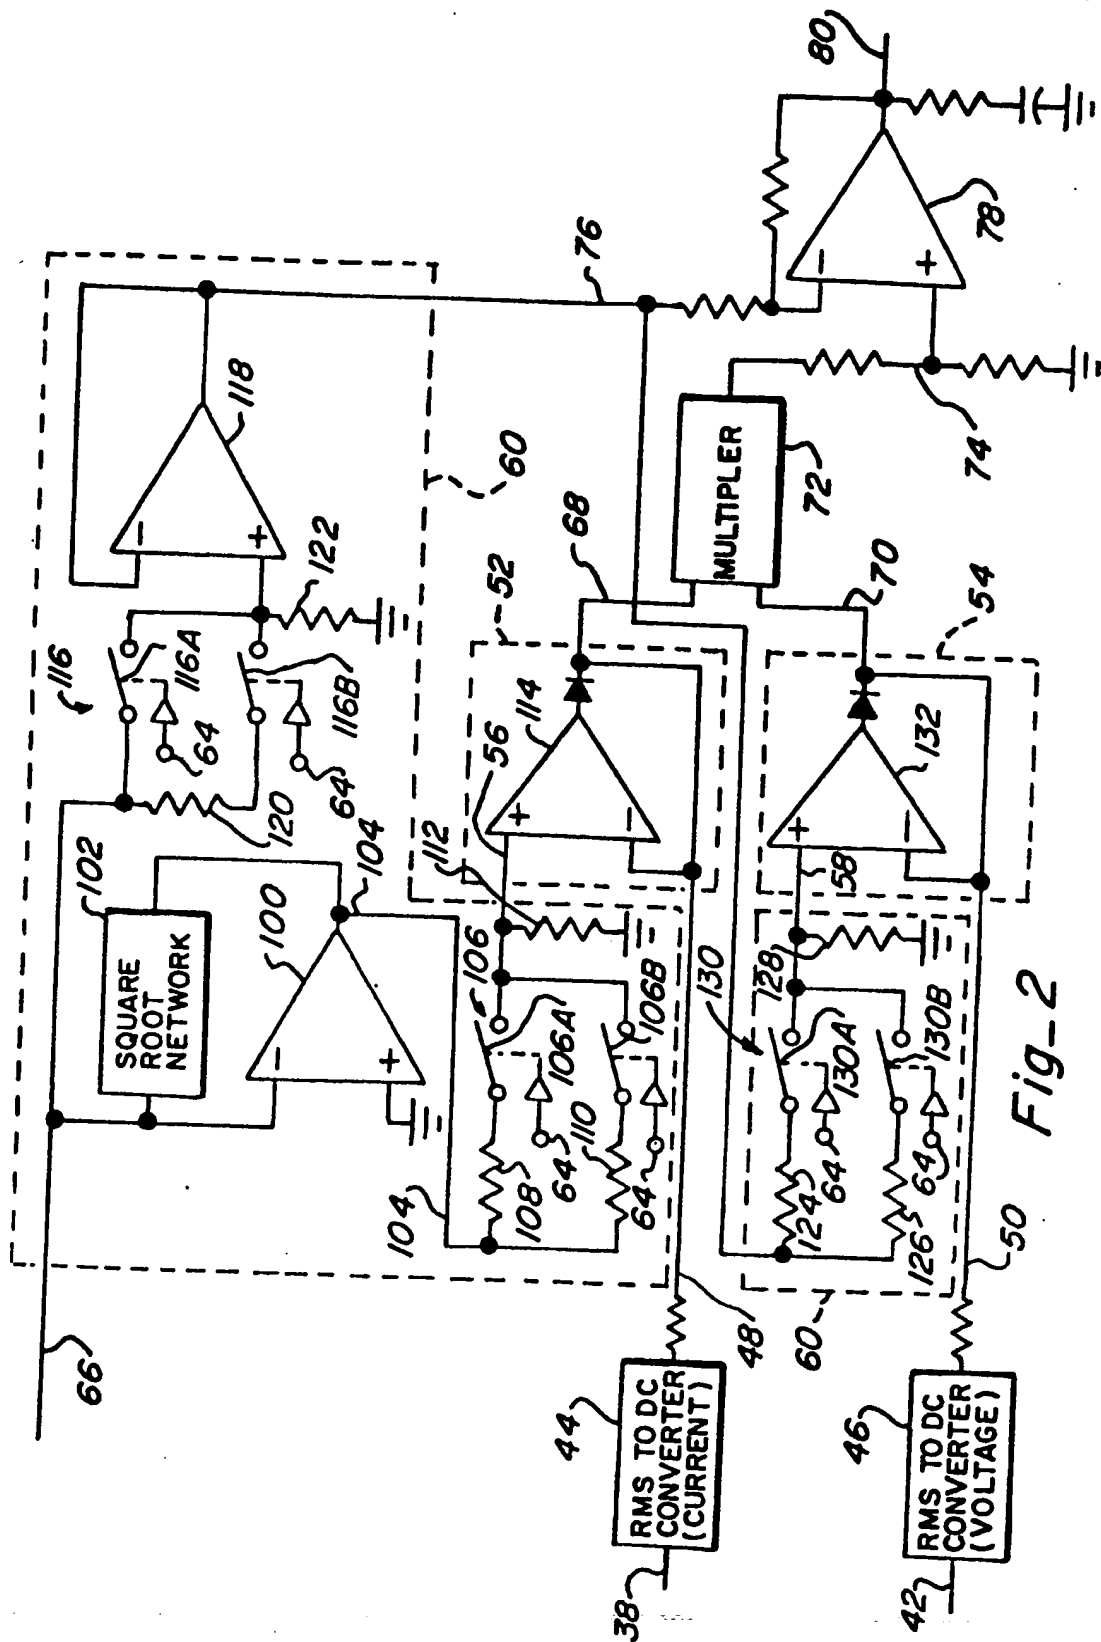 66
102
SQUARE
ROOT
NETWORK
100
104
104
116
116A
64
116B
64
120
122
118
60
76
80
78
74
MULTIPLER
72
68
70
52
54
56
112
114
106
106A
108
64
110
106B
64
130
128
158
132
130A
124
64
130B
126
64
44
RMS TO DC
CONVERTER
(CURRENT)
38
48
60
46
RMS TO DC
CONVERTER
(VOLTAGE)
42
50
Fig_2